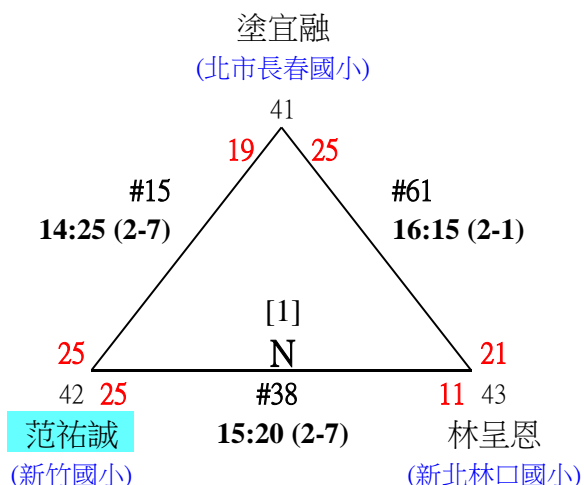 塗宜融
(北市長春國小)
41
19 25
#15 #61
14:25 (2-7) 16:15 (2-1)
[1]
25 N 21
42 25 #38 11 43
范祐誠 15:20 (2-7) 林呈恩
(新竹國小) (新北林口國小)